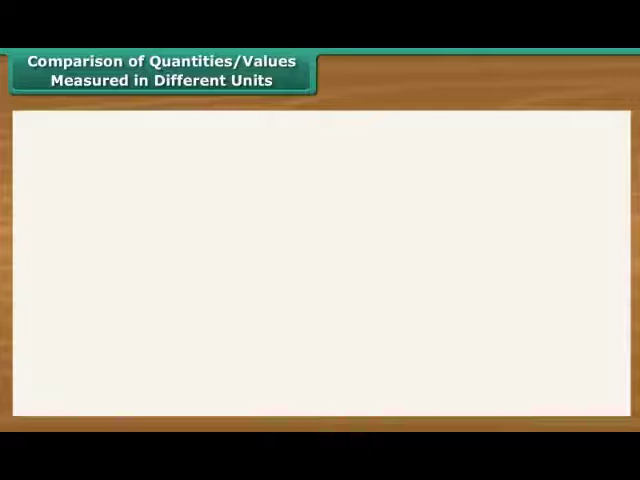 Comparison of Quantities/Values
Measured in Different Units